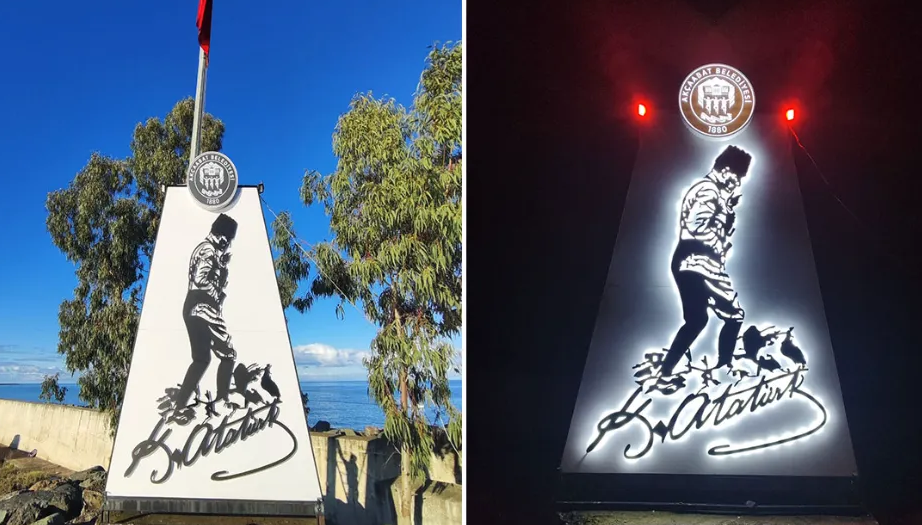 AKÇAABAT BELEDİYESİ
1880
K. Atatürk
AKÇAABAT BELEDİYESİ
1880
K. Atatürk